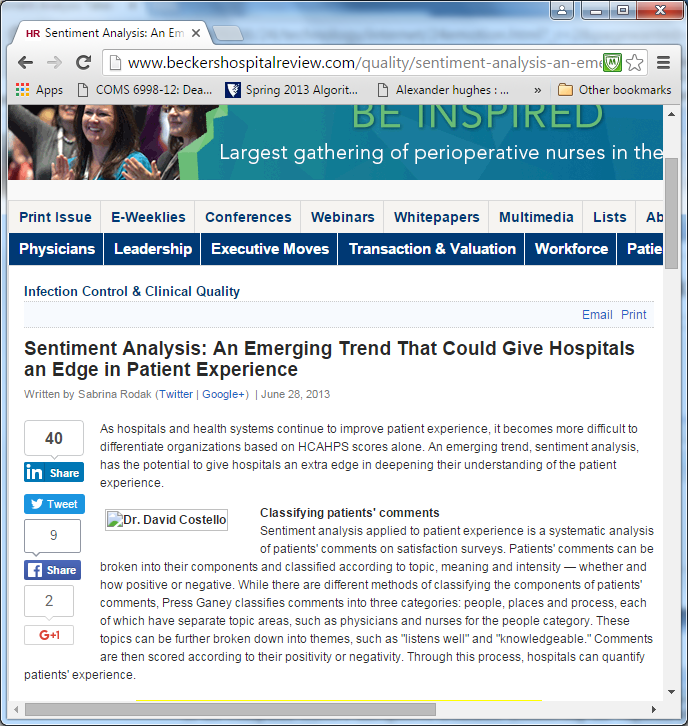 HR Sentiment Analysis: An Em
www.beckershospitalreview.com/quality/sentiment-analysis-an-eme
Apps COMS 6998-12: Dea... Spring 2013 Algorit... Alexander hughes : ... » Other bookmarks
BE INSPIRED
Largest gathering of perioperative nurses in the
Print Issue E-Weeklies Conferences Webinars Whitepapers Multimedia Lists Ab
Physicians Leadership Executive Moves Transaction & Valuation Workforce Patie
Infection Control & Clinical Quality
Email Print
Sentiment Analysis: An Emerging Trend That Could Give Hospitals
an Edge in Patient Experience
Written by Sabrina Rodak (Twitter | Google+) | June 28, 2013
40
in Share
Tweet
9
f Share
2
G+1
As hospitals and health systems continue to improve patient experience, it becomes more difficult to
differentiate organizations based on HCAHPS scores alone. An emerging trend, sentiment analysis,
has the potential to give hospitals an extra edge in deepening their understanding of the patient
experience.
Dr. David Costello
Classifying patients' comments
Sentiment analysis applied to patient experience is a systematic analysis
of patients' comments on satisfaction surveys. Patients' comments can be
broken into their components and classified according to topic, meaning and intensity — whether and
how positive or negative. While there are different methods of classifying the components of patients'
comments, Press Ganey classifies comments into three categories: people, places and process, each
of which have separate topic areas, such as physicians and nurses for the people category. These
topics can be further broken down into themes, such as "listens well" and "knowledgeable." Comments
are then scored according to their positivity or negativity. Through this process, hospitals can quantify
patients' experience.